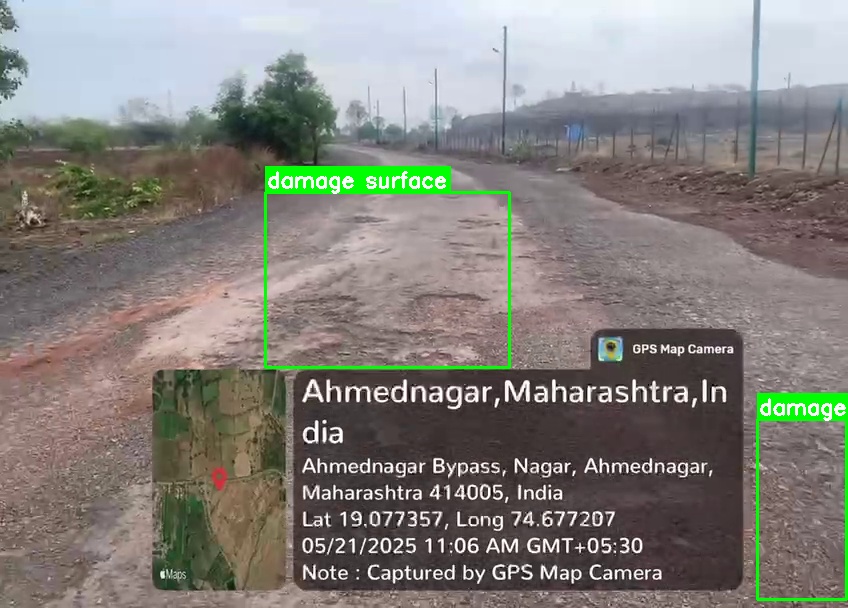 damage surface
GPS Map Camera
Ahmednagar,Maharashtra,In
dia
damage
Ahmednagar Bypass, Nagar, Ahmednagar,
Maharashtra 414005, India
Lat 19.077357, Long 74.677207
05/21/2025 11:06 AM GMT+05:30
Note : Captured by GPS Map Camera
Maps